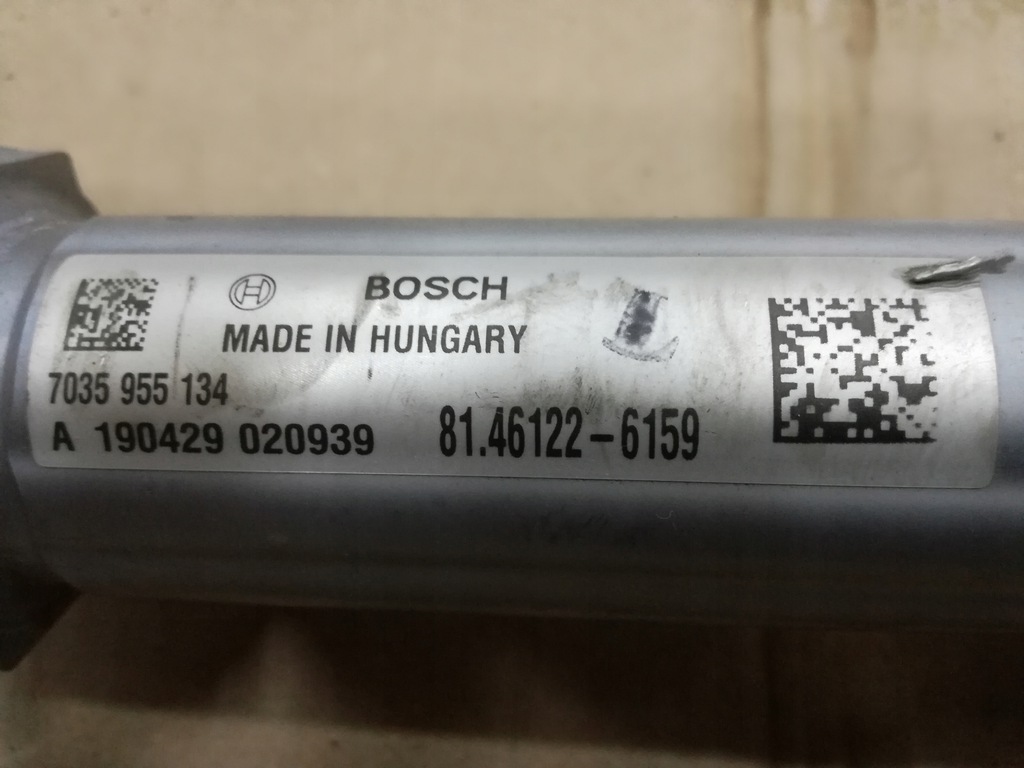 BOSCH
MADE IN HUNGARY
7035 955 134
A 190429 020939
81.46122-6159